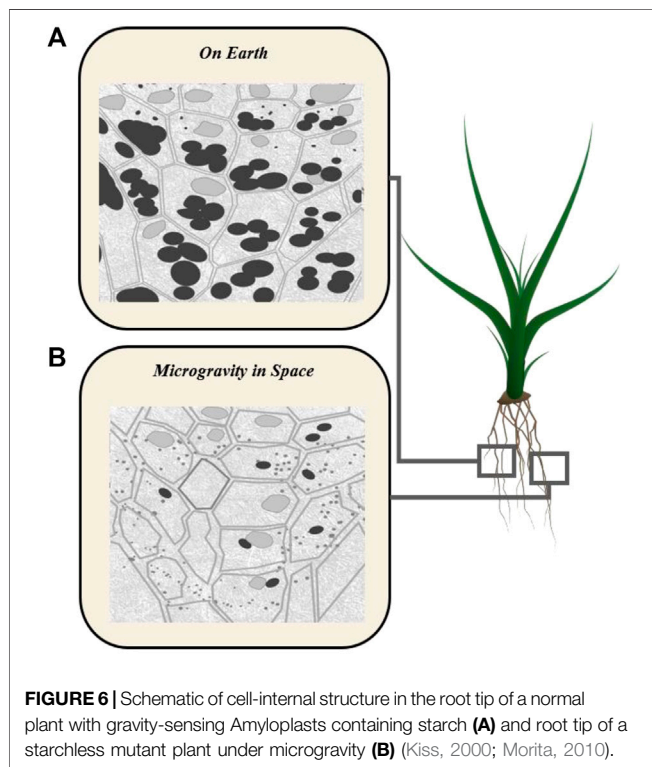 A
On Earth
B
Microgravity in Space
FIGURE 6 | Schematic of cell-internal structure in the root tip of a normal
plant with gravity-sensing Amyloplasts containing starch (A) and root tip of a
starchless mutant plant under microgravity (B) (Kiss, 2000; Morita, 2010).